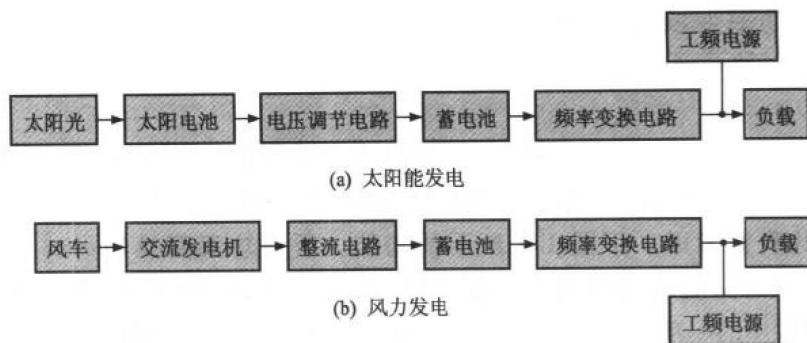 工频电源
太阳光 太阳电池 电压调节电路 蓄电池 频率变换电路 负载
(a) 太阳能发电
风车 交流发电机 整流电路 蓄电池 频率变换电路 负载
(b) 风力发电
工频电源